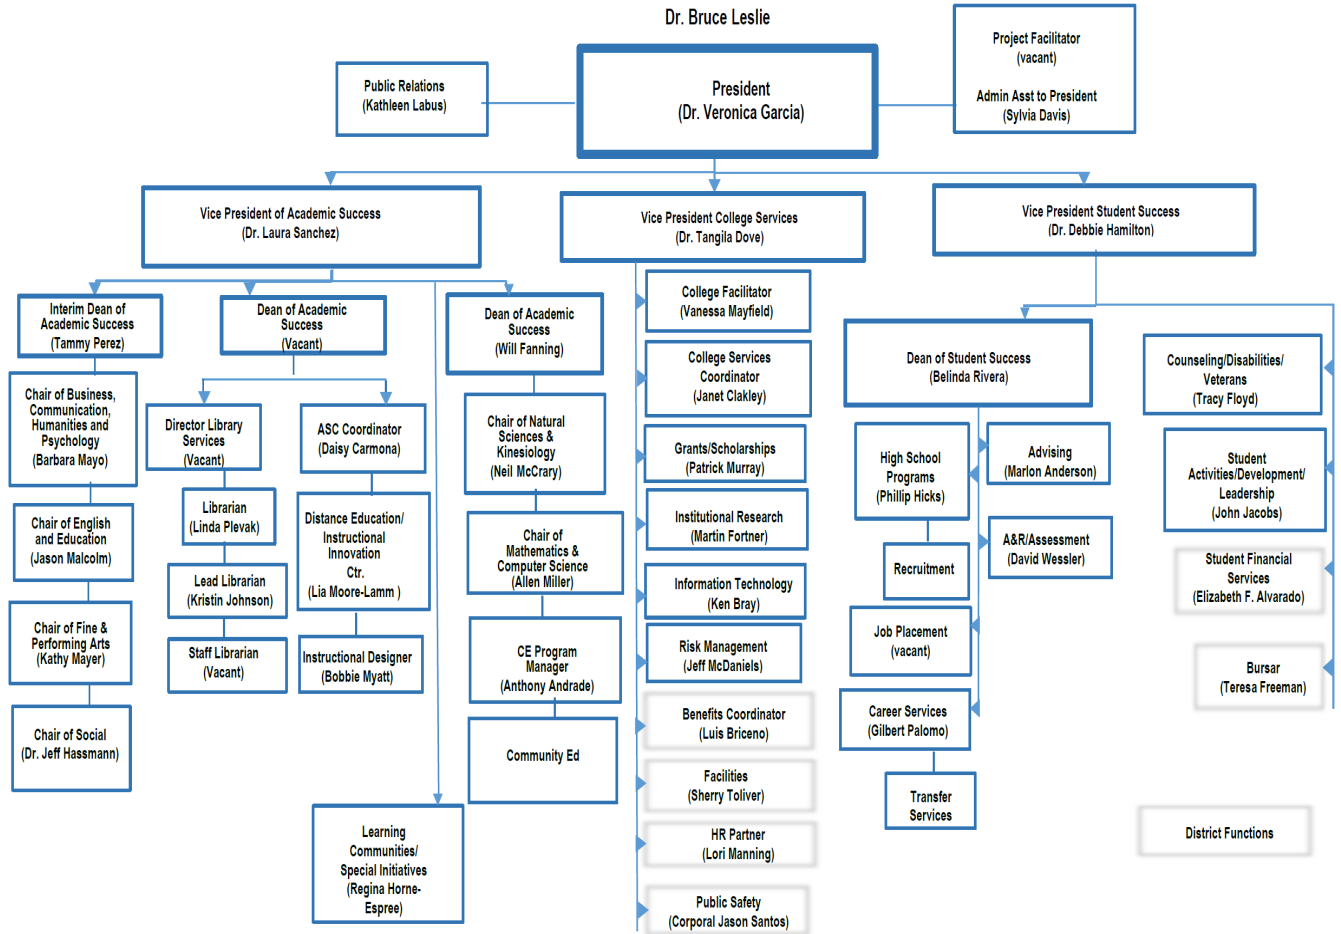 Dr. Bruce Leslie
Public Relations
(Kathleen Labus)
President
(Dr. Veronica Garcia)
Project Facilitator
(vacant)
Admin Asst to President
(Sylvia Davis)
Vice President of Academic Success
(Dr. Laura Sanchez)
Vice President College Services
(Dr. Tangila Dove)
Vice President Student Success
(Dr. Debbie Hamilton)
Interim Dean of
Academic Success
(Tammy Perez)
Chair of Business,
Communication,
Humanities and
Psychology
(Barbara Mayo)
Chair of English
and Education
(Jason Malcolm)
Chair of Fine &
Performing Arts
(Kathy Mayer)
Chair of Social
(Dr. Jeff Hassmann)
Dean of Academic
Success
(Vacant)
Director Library
Services
(Vacant)
Librarian
(Linda Plevak)
Lead Librarian
(Kristin Johnson)
Staff Librarian
(Vacant)
ASC Coordinator
(Daisy Carmona)
Distance Education/
Instructional
Innovation
Ctr.
(Lia Moore-Lamm )
Instructional Designer
(Bobbie Myatt)
Learning
Communities/
Special Initiatives
(Regina Horne-
Espree)
Dean of Academic
Success
(Will Fanning)
Chair of Natural
Sciences &
Kinesiology
(Neil McCrary)
Chair of
Mathematics &
Computer Science
(Allen Miller)
CE Program
Manager
(Anthony Andrade)
Community Ed
College Facilitator
(Vanessa Mayfield)
College Services
Coordinator
(Janet Clakley)
Grants/Scholarships
(Patrick Murray)
Institutional Research
(Martin Fortner)
Information Technology
(Ken Bray)
Risk Management
(Jeff McDaniels)
Benefits Coordinator
(Luis Briceno)
Facilities
(Sherry Toliver)
HR Partner
(Lori Manning)
Public Safety
(Corporal Jason Santos)
Dean of Student Success
(Belinda Rivera)
High School
Programs
(Phillip Hicks)
Recruitment
Advising
(Marlon Anderson)
A&R/Assessment
(David Wessler)
Job Placement
(vacant)
Career Services
(Gilbert Palomo)
Transfer
Services
Counseling/Disabilities/
Veterans
(Tracy Floyd)
Student
Activities/Development/
Leadership
(John Jacobs)
Student Financial
Services
(Elizabeth F. Alvarado)
Bursar
(Teresa Freeman)
District Functions